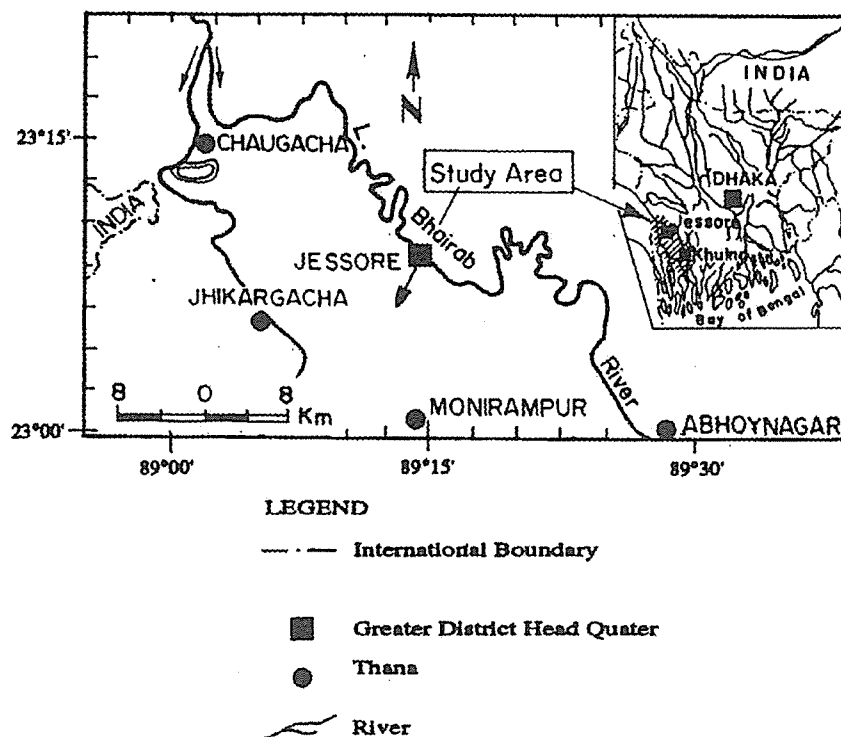 INDIA
DHAKA
Jessore
Khulna
Bay of Bengal
23°15'
CHAUGACHA
N
Study Area
INDIA
L.
Bhairab
JESSORE
JHIKARGACHA
River
8 0 8
Km
MONIRAMPUR
ABHOYNAGAR
23°00'
89°00' 89°15' 89°30'
LEGEND
International Boundary
Greater District Head Quater
Thana
River